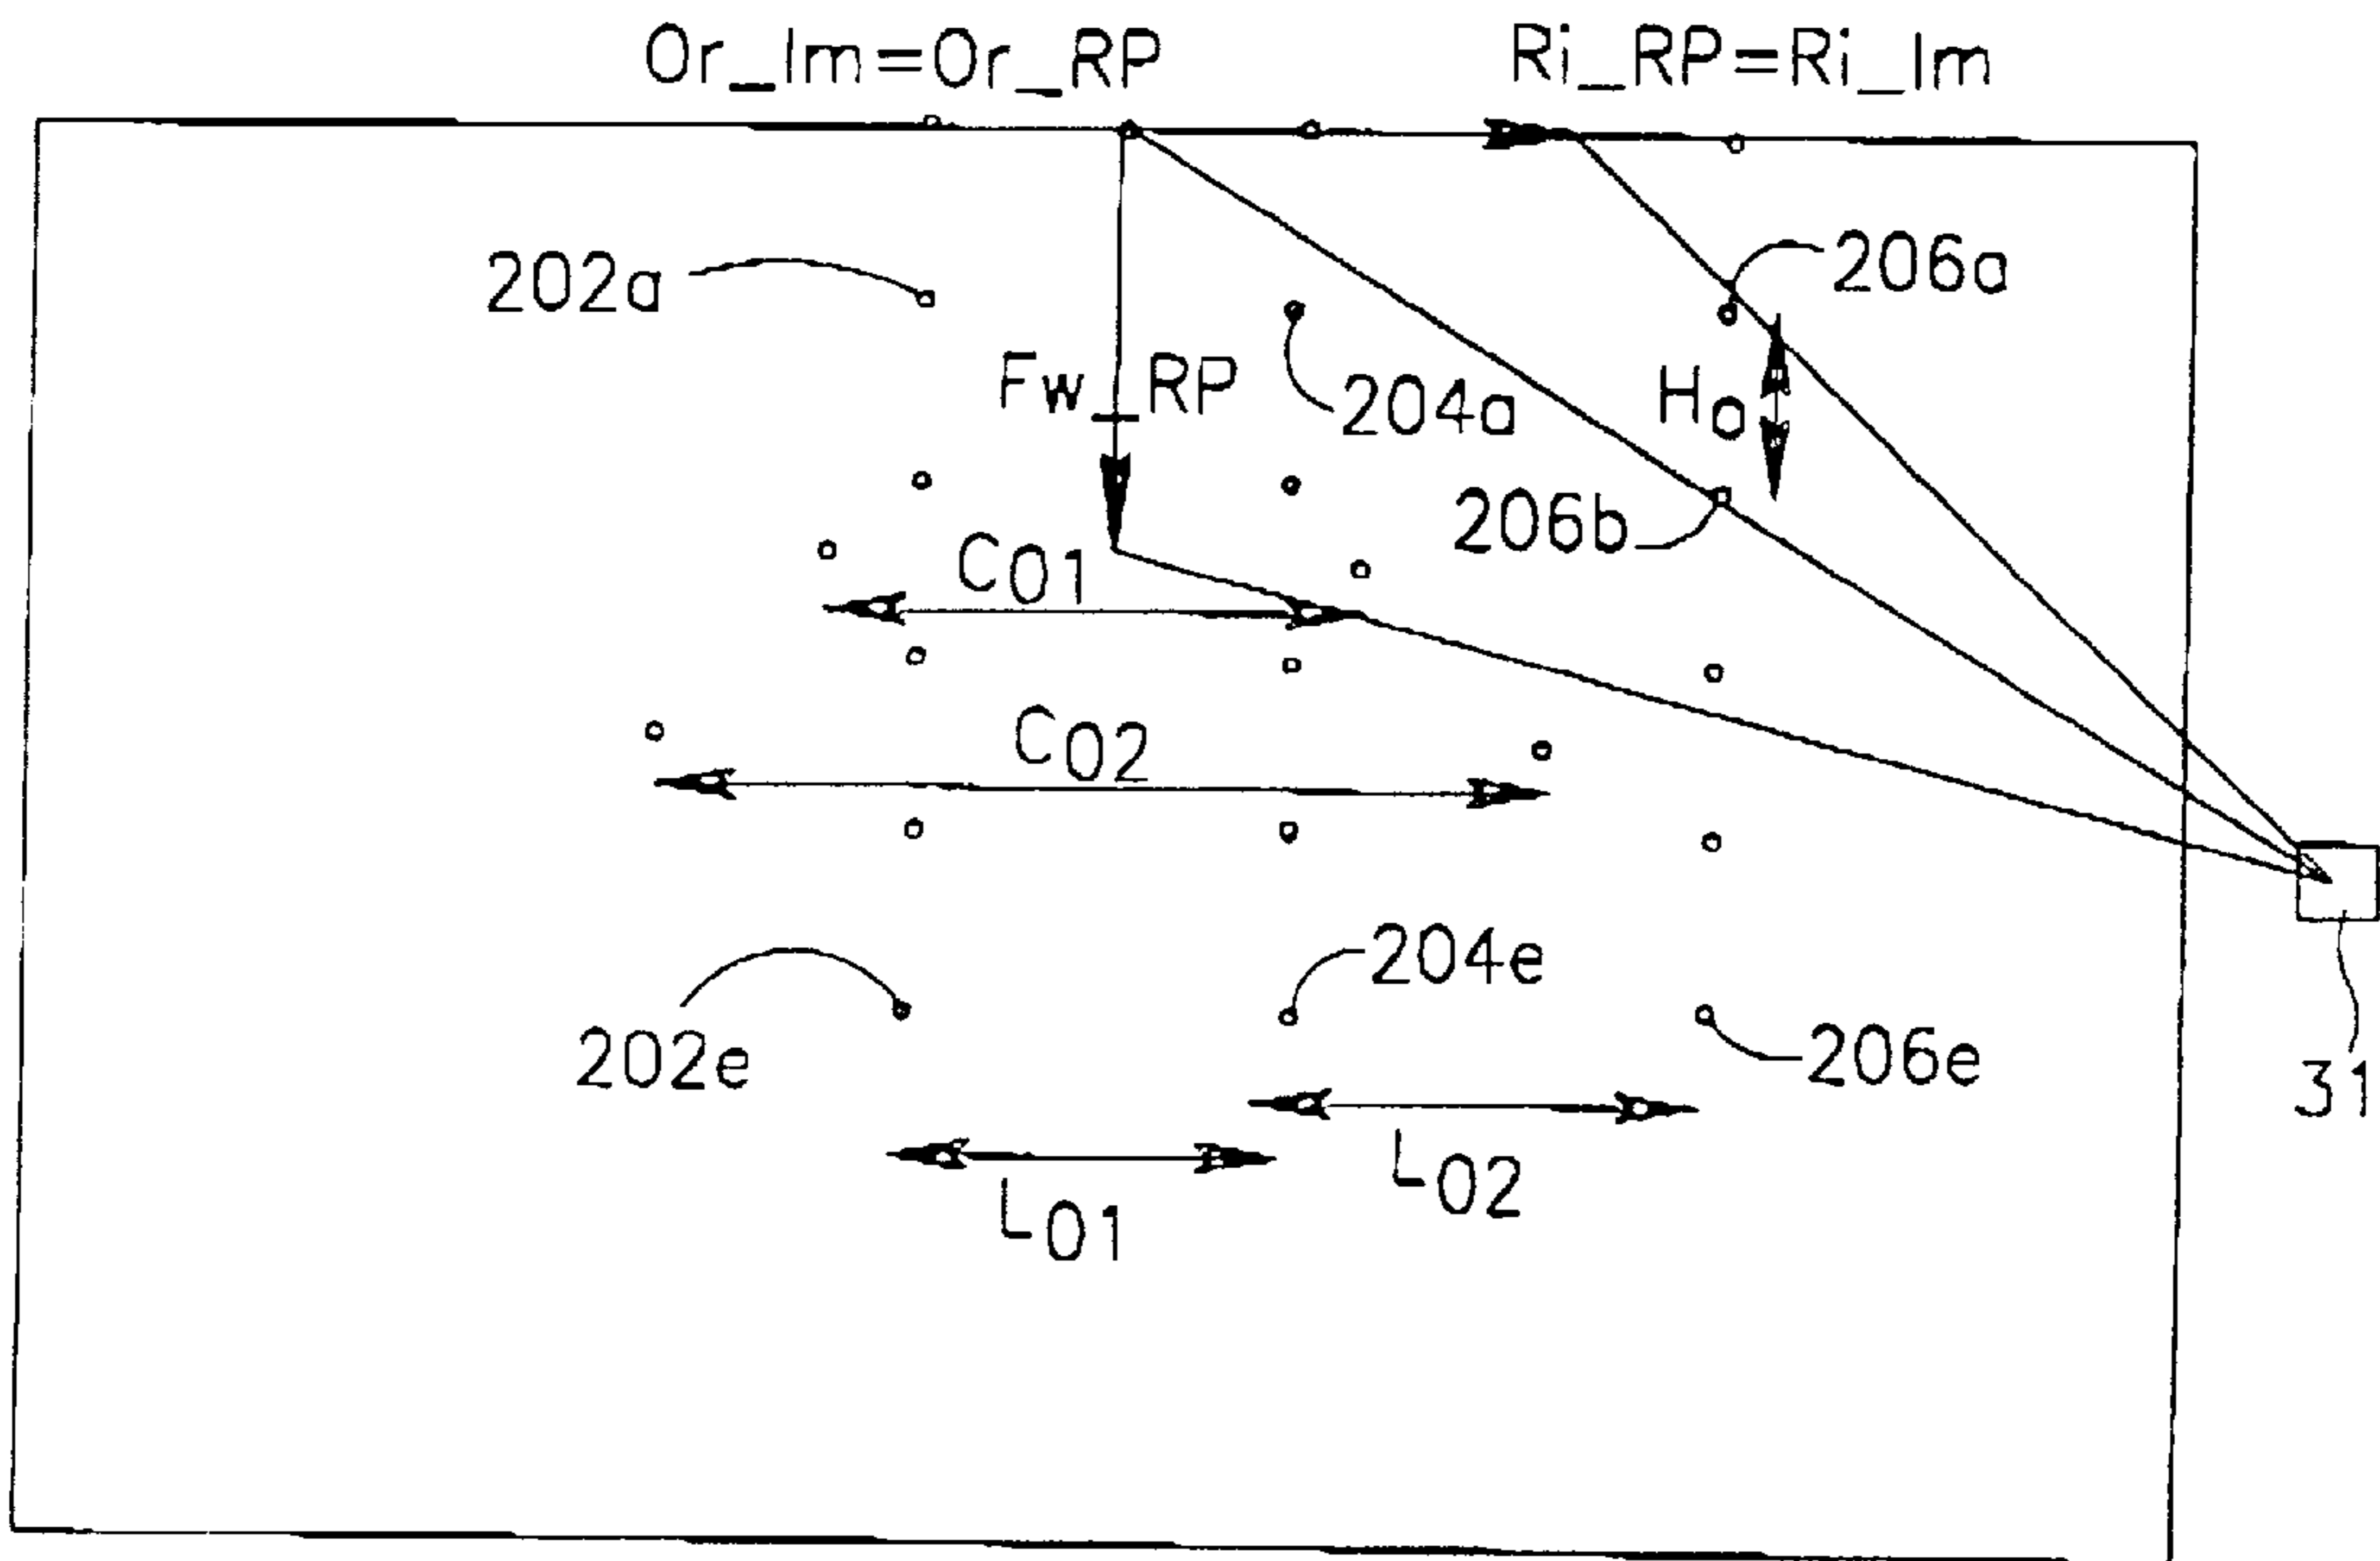 Or_Im=Or_RP
Ri_RP=Ri_Im
202a
206a
Fw_RP
204a
Ho
206b
C01
C02
204e
202e
206e
31
L02
L01